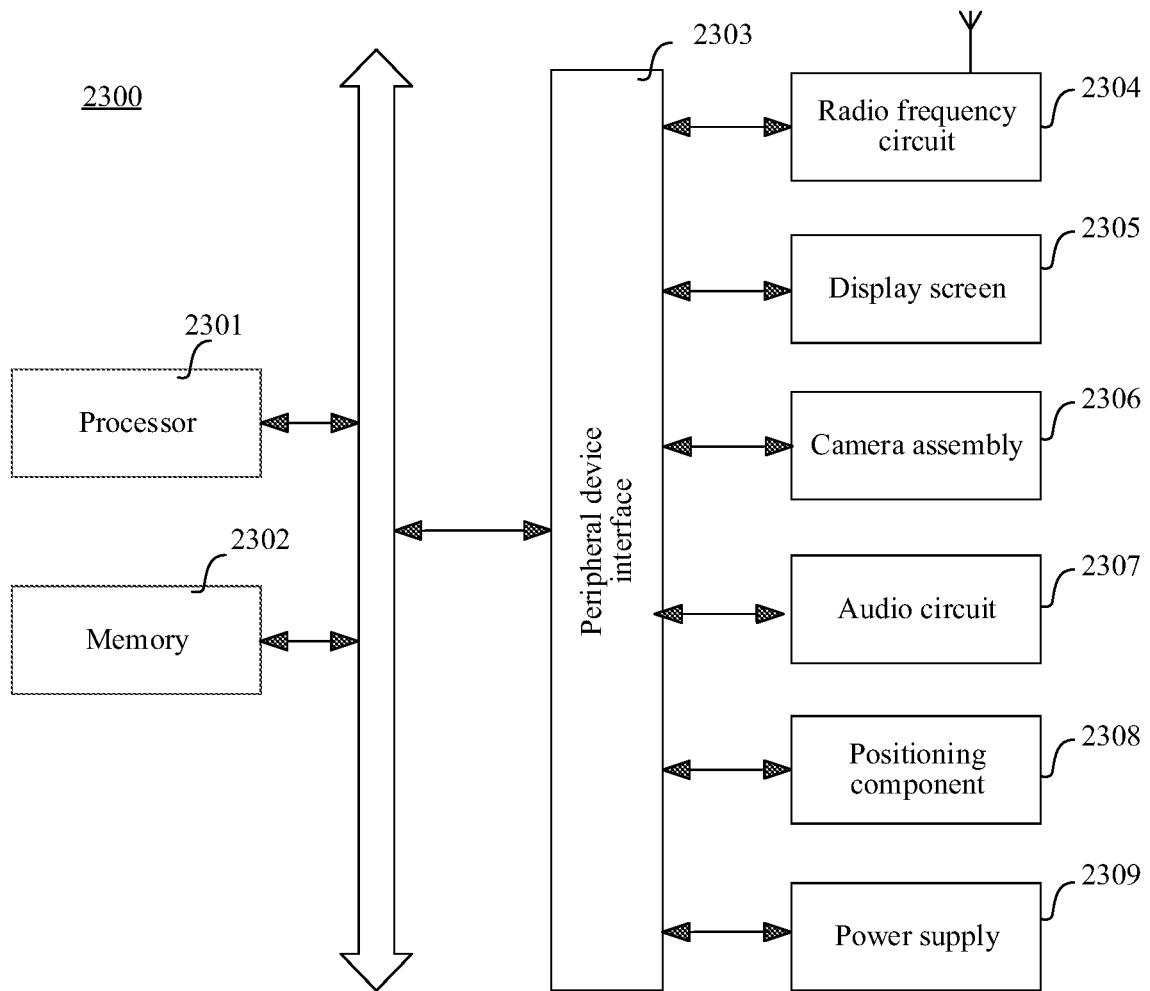 2300
2301
Processor
2302
Memory
2303
Peripheral device
interface
2304
Radio frequency
circuit
2305
Display screen
2306
Camera assembly
2307
Audio circuit
2308
Positioning
component
2309
Power supply